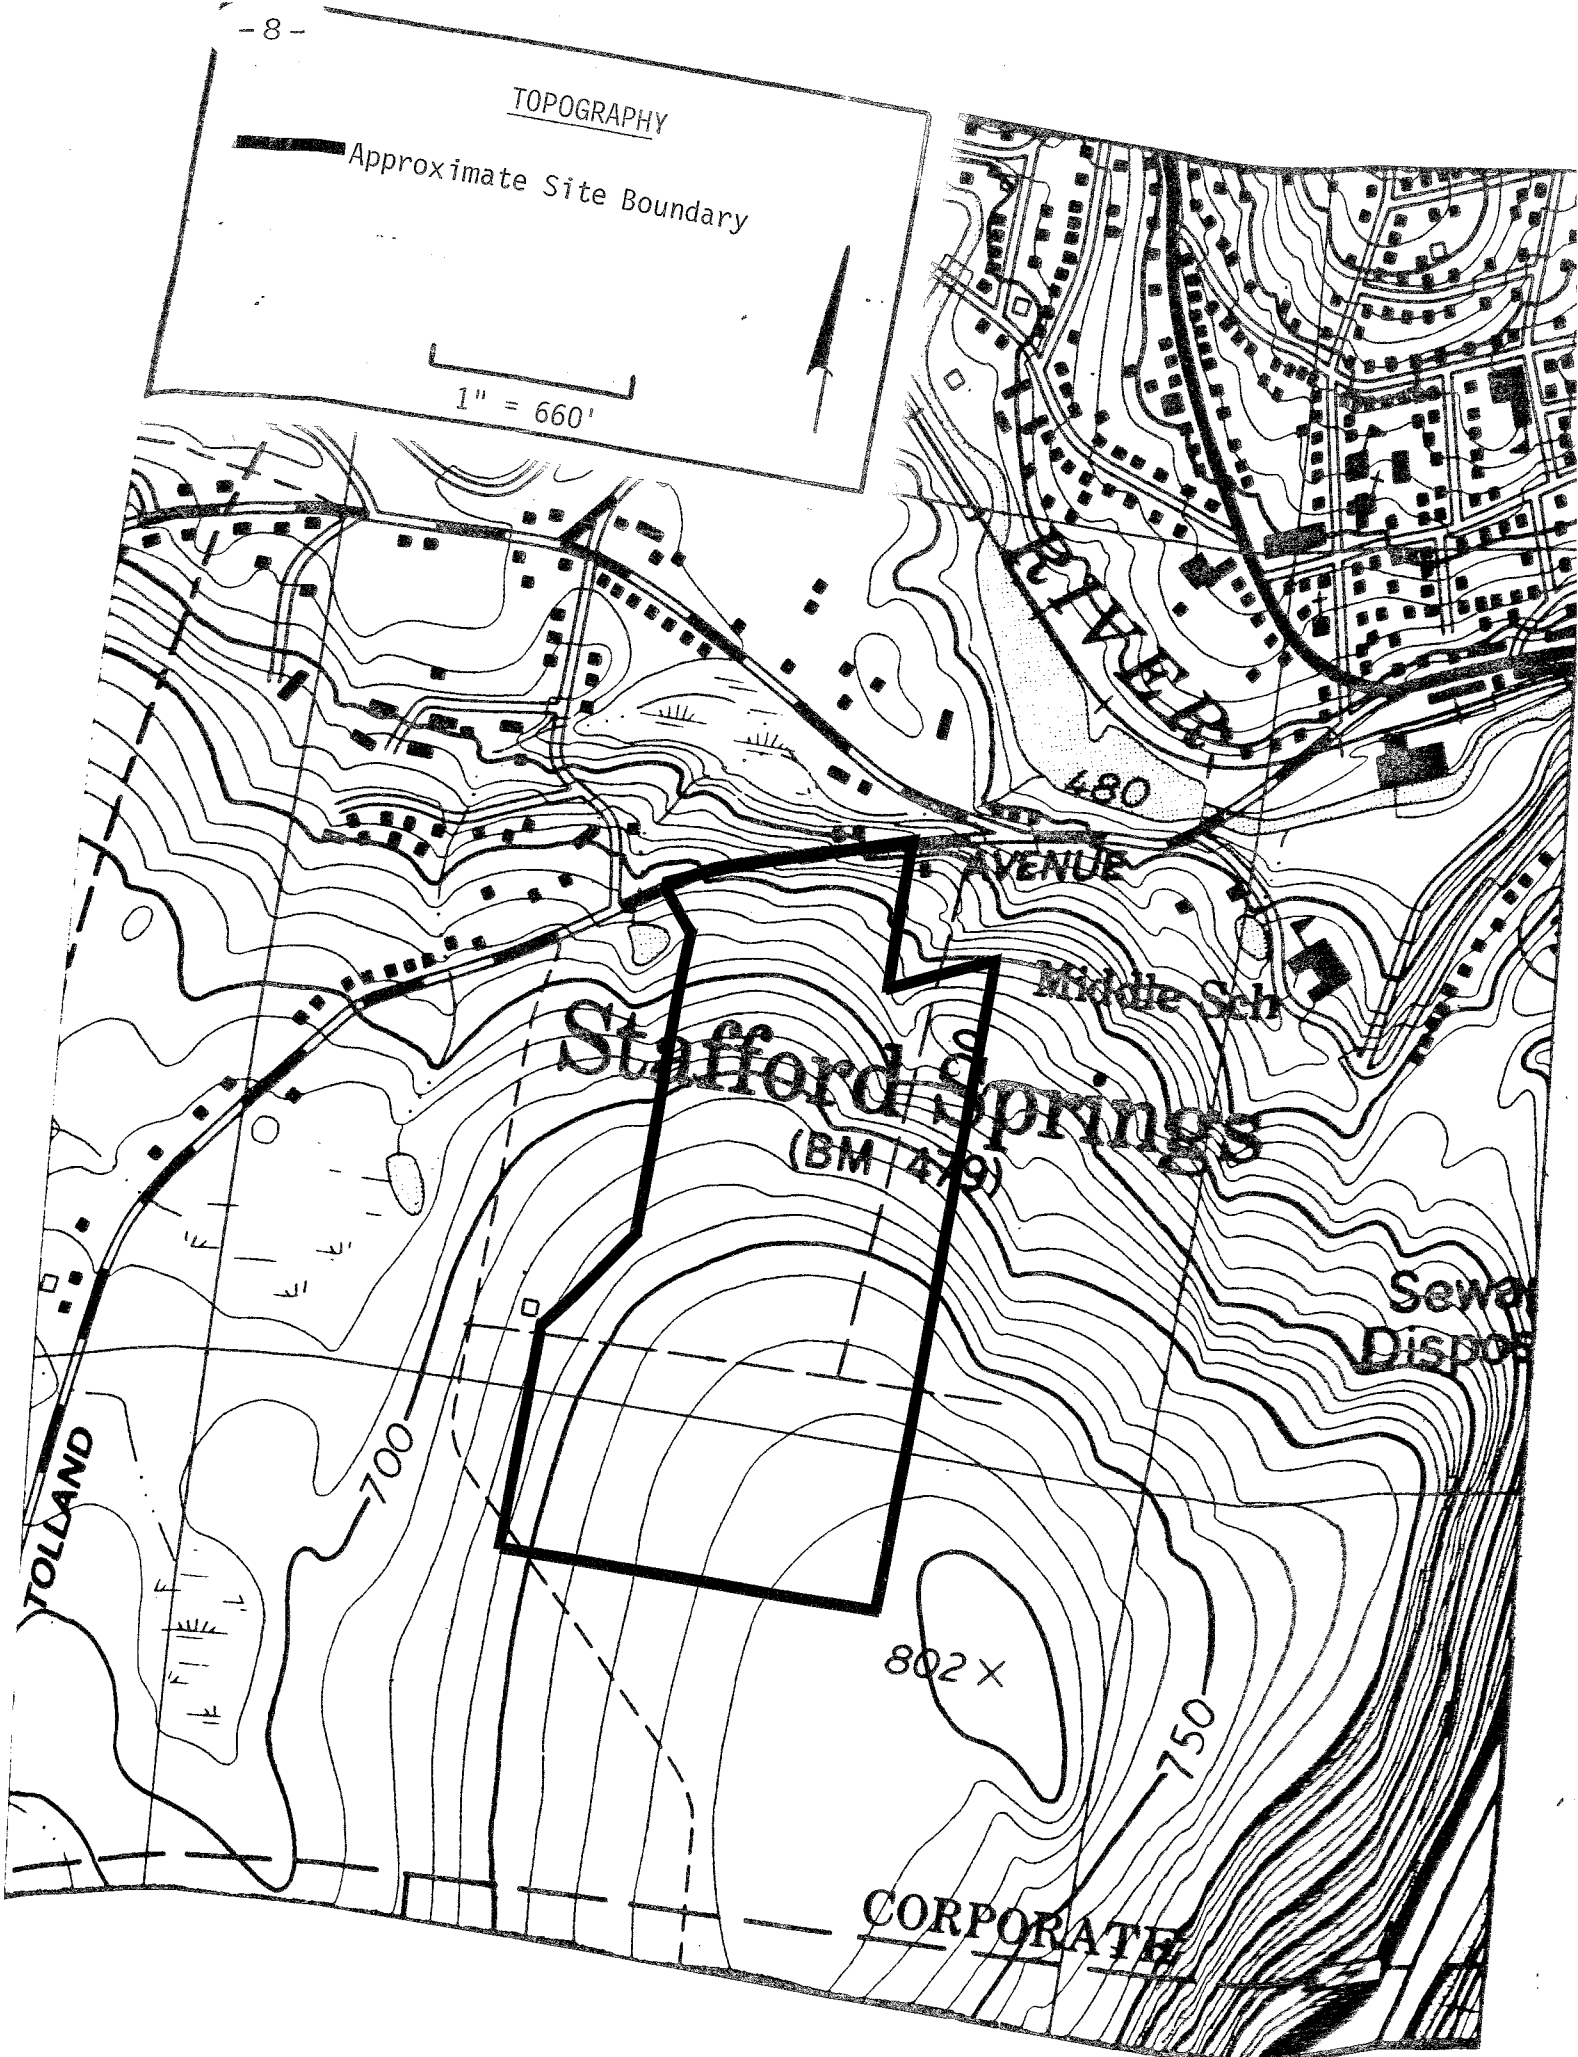 -8-
TOPOGRAPHY
Approximate Site Boundary
1" = 660'
RIVER
480
AVENUE
Middle Sch
Stafford Springs
(BM 479)
Sewa
Dispos
700
TOLLAND
802
750
CORPORATE